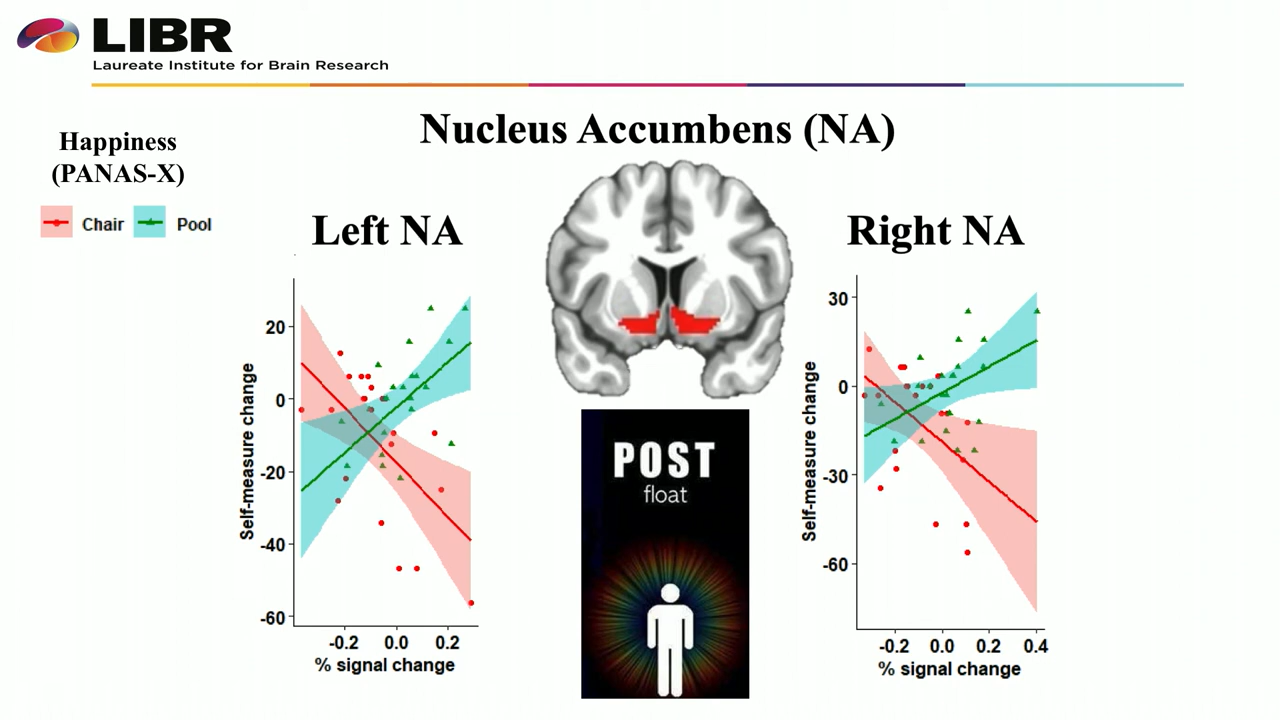 LIBR
Laureate Institute for Brain Research
Nucleus Accumbens (NA)
Happiness
(PANAS-X)
Chair
Pool
Left NA
Right NA
Self-measure change
20
0
-20
-40
-60
-0.2 0.0 0.2
% signal change
POST
float
Self-measure change
30
0
-30
-60
-0.2 0.0 0.2 0.4
% signal change